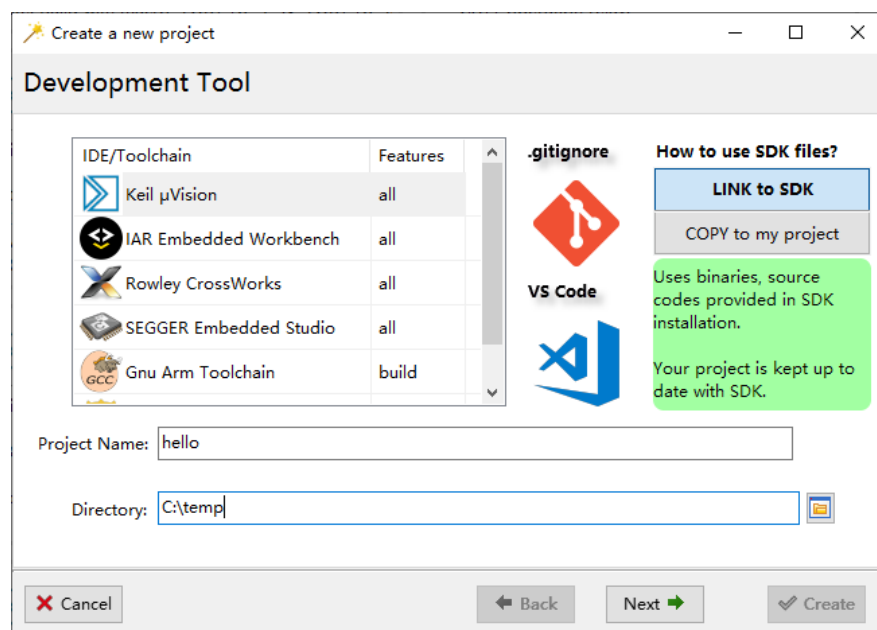 Create a new project
Development Tool
IDE/Toolchain Features
Keil µVision all
IAR Embedded Workbench all
Rowley CrossWorks all
SEGGER Embedded Studio all
GCC Gnu Arm Toolchain build
.gitignore
VS Code
How to use SDK files?
LINK to SDK
COPY to my project
Uses binaries, source
codes provided in SDK
installation.
Your project is kept up to
date with SDK.
Project Name: hello
Directory: C:\temp
Cancel Back Next Create